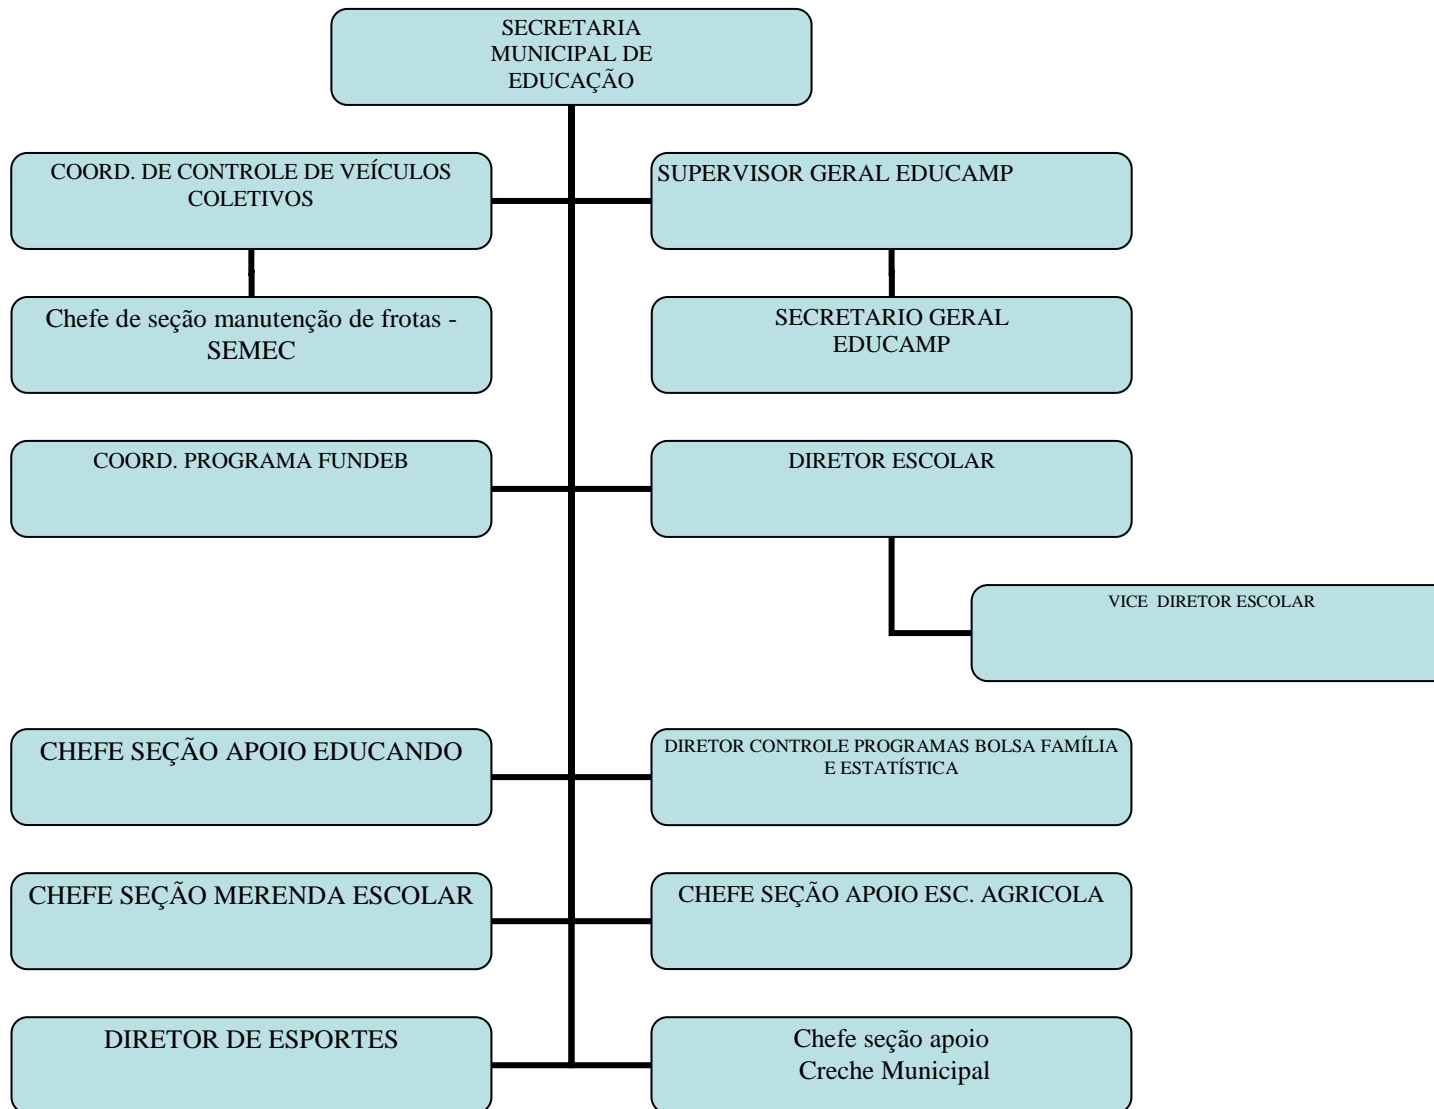 SECRETARIA
MUNICIPAL DE
EDUCAÇÃO
COORD. DE CONTROLE DE VEÍCULOS
COLETIVOS
SUPERVISOR GERAL EDUCAMP
Chefe de seção manutenção de frotas -
SEMEC
SECRETARIO GERAL
EDUCAMP
COORD. PROGRAMA FUNDEB
DIRETOR ESCOLAR
VICE DIRETOR ESCOLAR
CHEFE SEÇÃO APOIO EDUCANDO
DIRETOR CONTROLE PROGRAMAS BOLSA FAMÍLIA
E ESTATÍSTICA
CHEFE SEÇÃO MERENDA ESCOLAR
CHEFE SEÇÃO APOIO ESC. AGRICOLA
DIRETOR DE ESPORTES
Chefe seção apoio
Creche Municipal